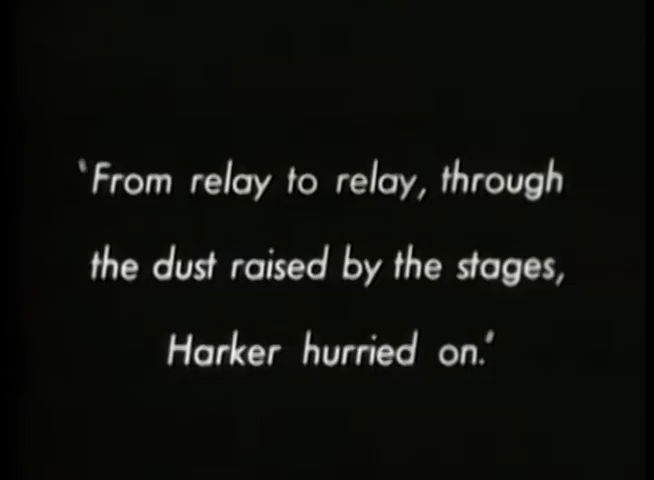 'From relay to relay, through
the dust raised by the stages,
Harker hurried on.'